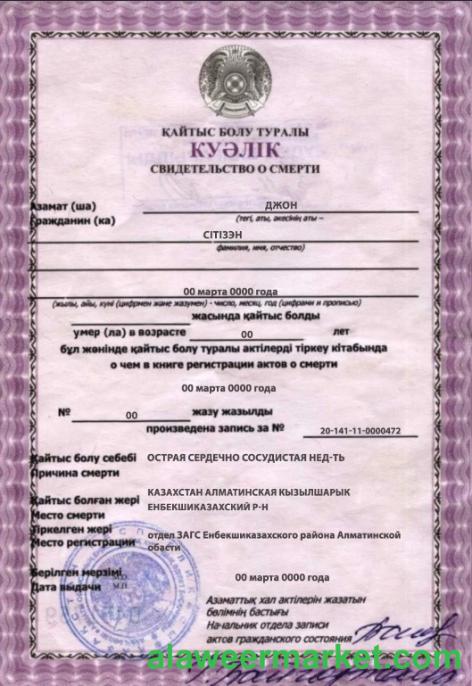 ҚАЙТЫС БОЛУ ТУРАЛЫ
КУӘЛІК
СВИДЕТЕЛЬСТВО О СМЕРТИ
Азамат (ша) ДЖОН
Гражданин (ка) (тегі, аты, әкесінің аты –
СІТІЗЭН
фамилия, имя, отчество)
00 марта 0000 года
(жылы, айы, күні (цифрмен және жазумен) - число, месяц, год (цифрами и прописью)
жасында қайтыс болды
умер (ла) в возрасте 00 лет
бұл жөнінде қайтыс болу туралы актілерді тіркеу кітабында
о чем в книге регистрации актов о смерти
00 марта 0000 года
№ 00 жазу жазылды
произведена запись за № 20-141-11-0000472
Қайтыс болу себебі ОСТРАЯ СЕРДЕЧНО СОСУДИСТАЯ НЕД-ТЬ
Причина смерти
Қайтыс болған жері КАЗАХСТАН АЛМАТИНСКАЯ КЫЗЫЛШАРЫК
Место смерти ЕНБЕКШИКАЗАХСКИЙ Р-Н
Тіркелген жері
Место регистрации отдел ЗАГС Енбекшиказахского района Алматинской
обасти
Берілген мерзімі 00 марта 0000 года
Дата выдачи М.О.
М.П.
Азаматтық хал актілерін жазатын
бөлімнің бастығы
Начальник отдела записи
актов гражданского состояния
alaweermarket.com